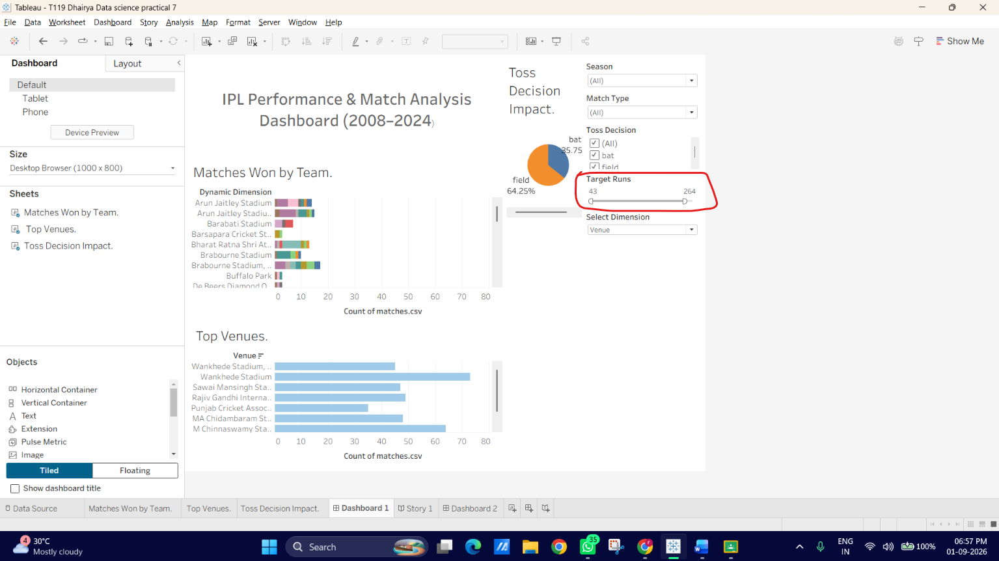 Tableau - T119 Dhairya Data science practical 7
File Data Worksheet Dashboard Story Analysis Map Format Server Window Help
Show Me
Dashboard Layout
Default
Tablet
Phone
Device Preview
Size
Desktop Browser (1000 x 800)
Sheets
Matches Won by Team.
Top Venues.
Toss Decision Impact.
Objects
Horizontal Container
Vertical Container
Text
Extension
Pulse Metric
Image
Tiled Floating
Show dashboard title
IPL Performance & Match Analysis
Dashboard (2008–2024)
Matches Won by Team.
Dynamic Dimension
Arun Jaitley Stadium
Arun Jaitley Stadiu..
Barabati Stadium
Barsapara Cricket St..
Bharat Ratna Shri At..
Brabourne Stadium
Brabourne Stadium, ..
Buffalo Park
De Beers Diamond O..
0 10 20 30 40 50 60 70 80
Count of matches.csv
Top Venues.
Venue
Wankhede Stadium, ..
Wankhede Stadium
Sawai Mansingh Sta..
Rajiv Gandhi Interna..
Punjab Cricket Assoc..
MA Chidambaram St..
M Chinnaswamy Sta..
0 10 20 30 40 50 60 70 80
Count of matches.csv
Toss
Decision
Impact.
bat
35.75
field
64.25%
Season
(All)
Match Type
(All)
Toss Decision
(All)
bat
field
Target Runs
43 264
Select Dimension
Venue
Data Source Matches Won by Team. Top Venues. Toss Decision Impact. Dashboard 1 Story 1 Dashboard 2
4
30°C
Mostly cloudy
Search
35
ENG
IN
100%
06:57 PM
01-09-2026